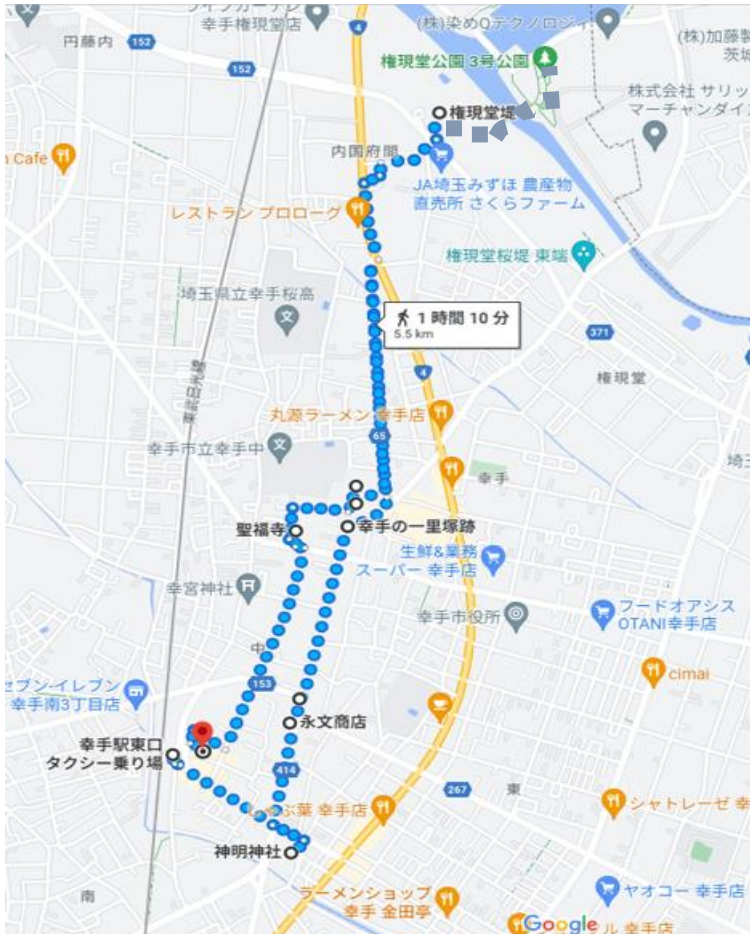 幸手権現堂店
(株)染めQテクノロジィ
4
円藤内
152
152
権現堂公園 3号公園
(株)加藤製
茨城
株式会社 サリッ
マーチャンダイ
権現堂堤
Cafe
内国府間
JA埼玉みずほ 農産物
直売所 さくらファーム
レストラン プロローグ
権現堂桜堤 東端
埼玉県立幸手桜高
1 時間 10 分
5.5 km
371
4
権現堂
東武日光線
丸源ラーメン 幸手店
65
幸手市立幸手中
埼玉
幸手
聖福寺
幸手の一里塚跡
生鮮&業務
スーパー 幸手店
幸宮神社
幸手市役所
フードオアシス
OTANI幸手店
中
cimai
153
セブン-イレブン
幸手南3丁目店
永文商店
幸手駅東口
タクシー乗り場
414
267
東
しゃぶ葉 幸手店
シャトレーゼ 幸
神明神社
南
ラーメンショップ
幸手 金田亭
ヤオコー 幸手店
Google
ル 幸手店